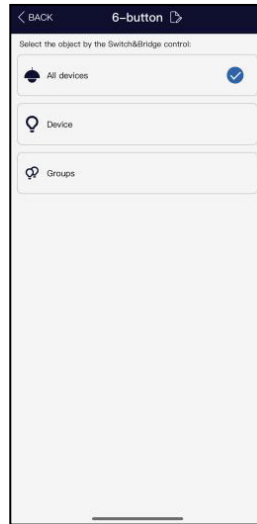 < BACK 6-button
Select the object by the Switch&Bridge control:
All devices
Device
Groups